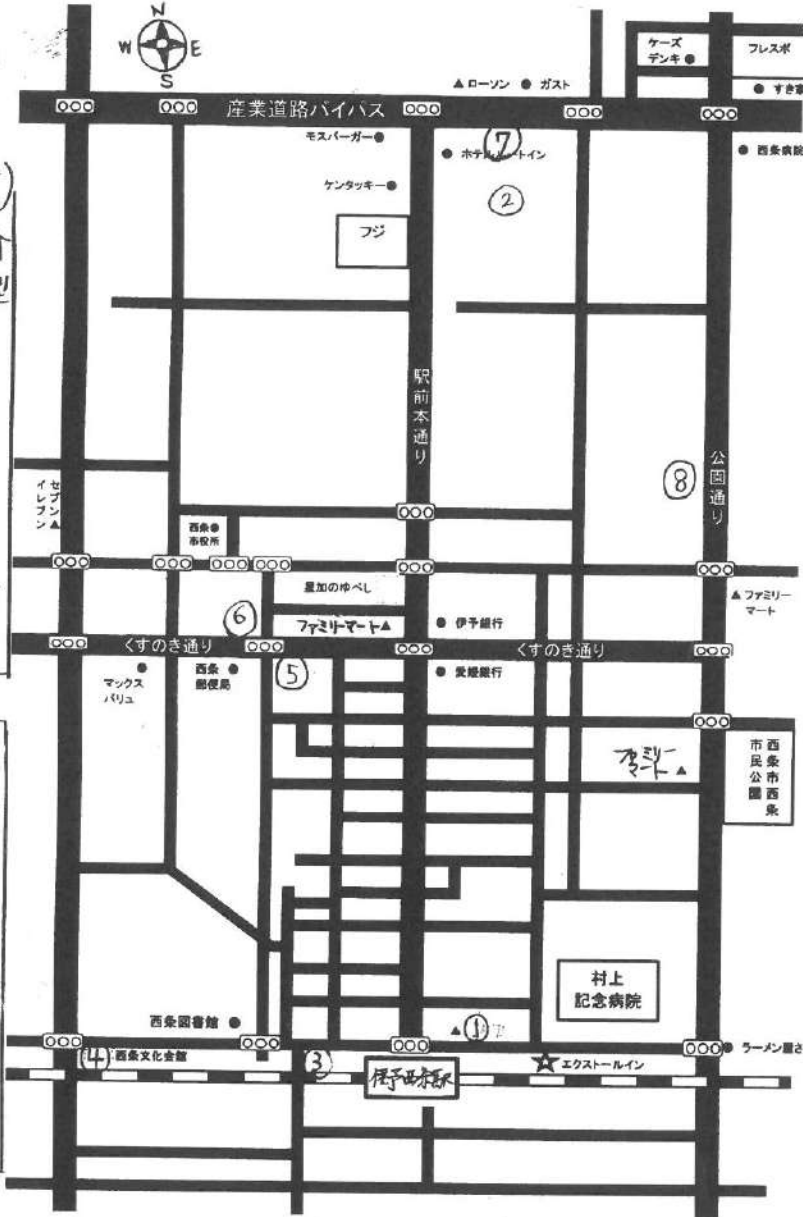 N
W E
S
ケーズ
デンキ
フレスポ
▲ローソン ●ガスト
すき家
産業道路バイパス
モスバーガー●
⑦
●西条病院
ケンタッキー●
②
フジ
駅前本通り
公園通り
⑧
セブン
イレブン▲
西条●
市役所
星加のゆべし
▲ファミリー
マート
⑥
ファミリーマート▲
●伊予銀行
くすのき通り
くすのき通り
マックス
バリュ
西条●
郵便局
⑤
●愛媛銀行
ファミリー
マート▲
西条市西条
市民公園
村上
記念病院
西条図書館●
▲①
④
西条文化会館
③
伊予西条駅
☆エクストールイン
●ラーメン屋さ